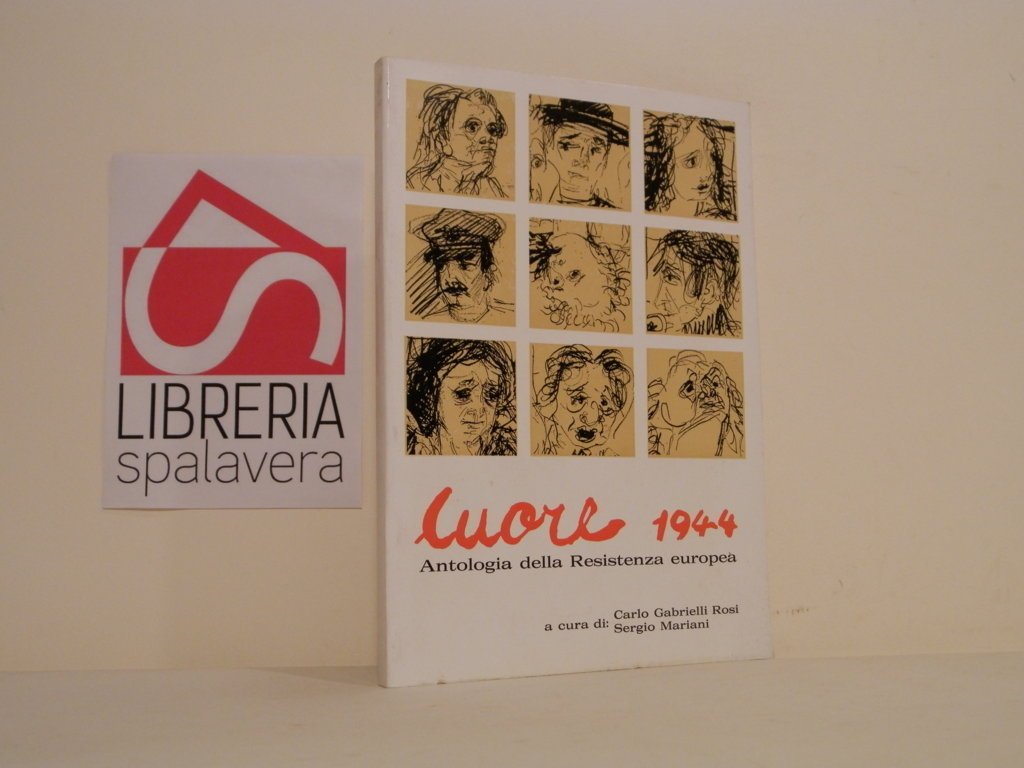 LIBRERIA
spalavera
Cuore 1944
Antologia della Resistenza europea
a cura di: Carlo Gabrielli Rosi
Sergio Mariani